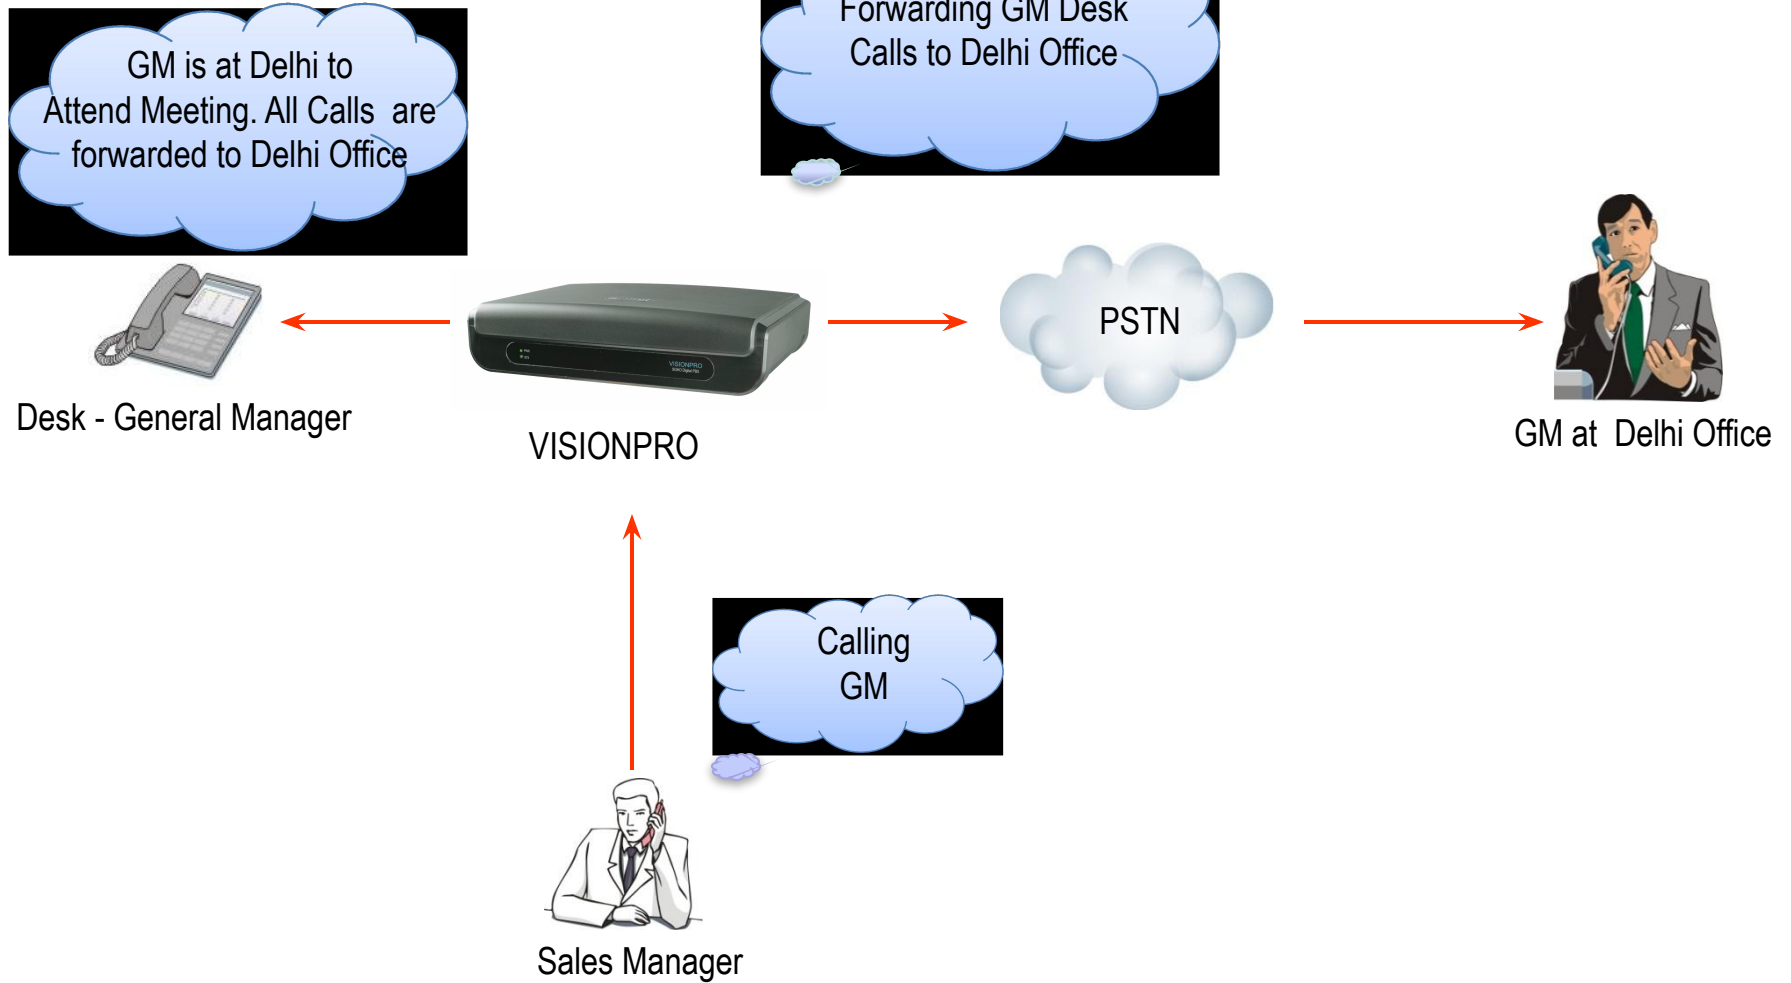 Forwarding GM Desk
Calls to Delhi Office
GM is at Delhi to
Attend Meeting. All Calls are
forwarded to Delhi Office
PSTN
VISIONPRO
Desk - General Manager
VISIONPRO
GM at Delhi Office
Calling
GM
Sales Manager